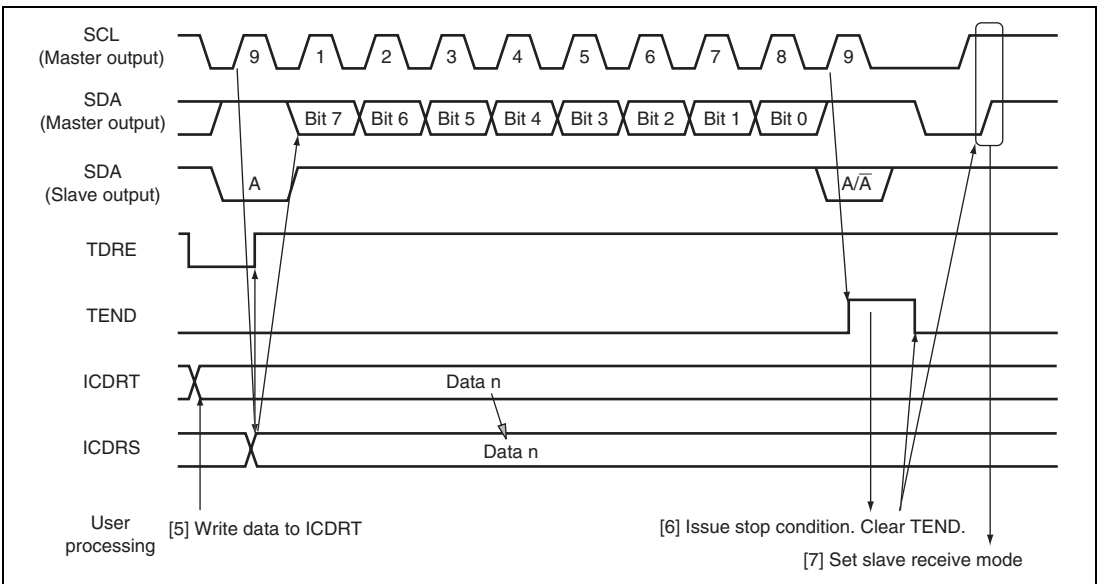 SCL
(Master output)
9 1 2 3 4 5 6 7 8 9
SDA
(Master output)
Bit 7 Bit 6 Bit 5 Bit 4 Bit 3 Bit 2 Bit 1 Bit 0
SDA
(Slave output)
A A/A̅
TDRE
TEND
ICDRT
Data n
ICDRS
Data n
User
processing
[5] Write data to ICDRT
[6] Issue stop condition. Clear TEND.
[7] Set slave receive mode